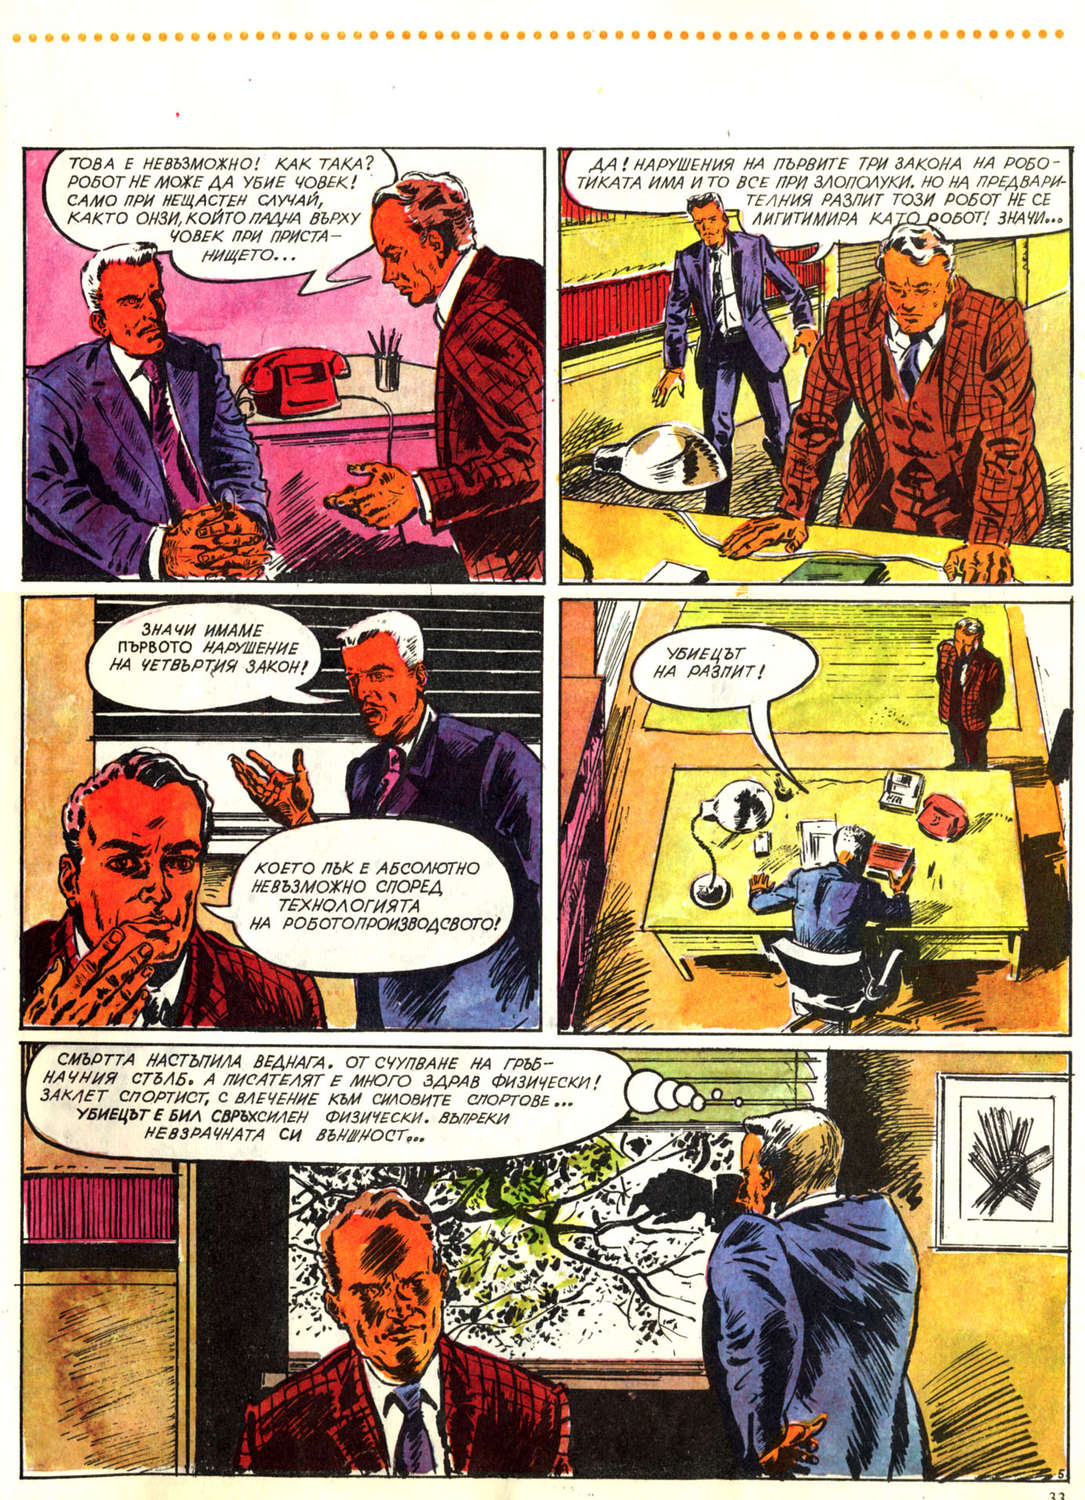 ТОВА Е НЕВЪЗМОЖНО! КАК ТАКА?
РОБОТ НЕ МОЖЕ ДА УБИЕ ЧОВЕК!
САМО ПРИ НЕЩАСТЕН СЛУЧАЙ,
КАКТО ОНЗИ, КОЙТО ПАДНА ВЪРХУ
ЧОВЕК ПРИ ПРИСТА-
НИЩЕТО...
ДА! НАРУШЕНИЯ НА ПЪРВИТЕ ТРИ ЗАКОНА НА РОБО-
ТИКАТА ИМА И ТО ВСЕ ПРИ ЗЛОПОЛУКИ. НО НА ПРЕДВАРИ-
ТЕЛНИЯ РАЗПИТ ТОЗИ РОБОТ НЕ СЕ
ЛИГИТИМИРА КАТО РОБОТ! ЗНАЧИ...
ЗНАЧИ ИМАМЕ
ПЪРВОТО НАРУШЕНИЕ
НА ЧЕТВЪРТИЯ ЗАКОН!
КОЕТО ПЪК Е АБСОЛЮТНО
НЕВЪЗМОЖНО СПОРЕД
ТЕХНОЛОГИЯТА
НА РОБОТОПРОИЗВОДСВОТО!
УБИЕЦЪТ
НА РАЗПИТ!
СМЪРТТА НАСТЪПИЛА ВЕДНАГА. ОТ СЧУПВАНЕ НА ГРЪБ-
НАЧНИЯ СТЪЛБ. А ПИСАТЕЛЯТ Е МНОГО ЗДРАВ ФИЗИЧЕСКИ!
ЗАКЛЕТ СПОРТИСТ, С ВЛЕЧЕНИЕ КЪМ СИЛОВИТЕ СПОРТОВЕ...
УБИЕЦЪТ Е БИЛ СВРЪХСИЛЕН ФИЗИЧЕСКИ. ВЪПРЕКИ
НЕВЗРАЧНАТА СИ ВЪНШНОСТ...
5
33